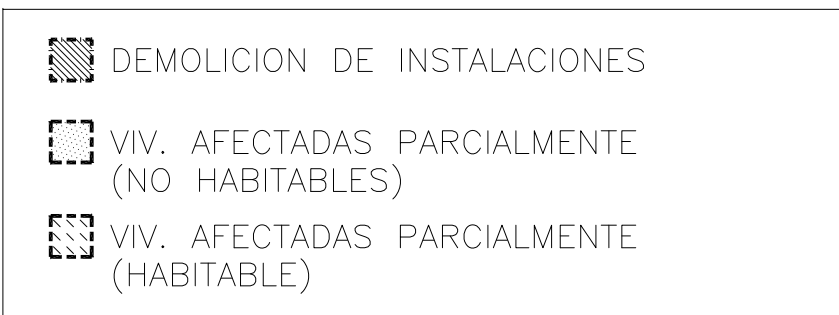 DEMOLICION DE INSTALACIONES
VIV. AFECTADAS PARCIALMENTE
(NO HABITABLES)
VIV. AFECTADAS PARCIALMENTE
(HABITABLE)